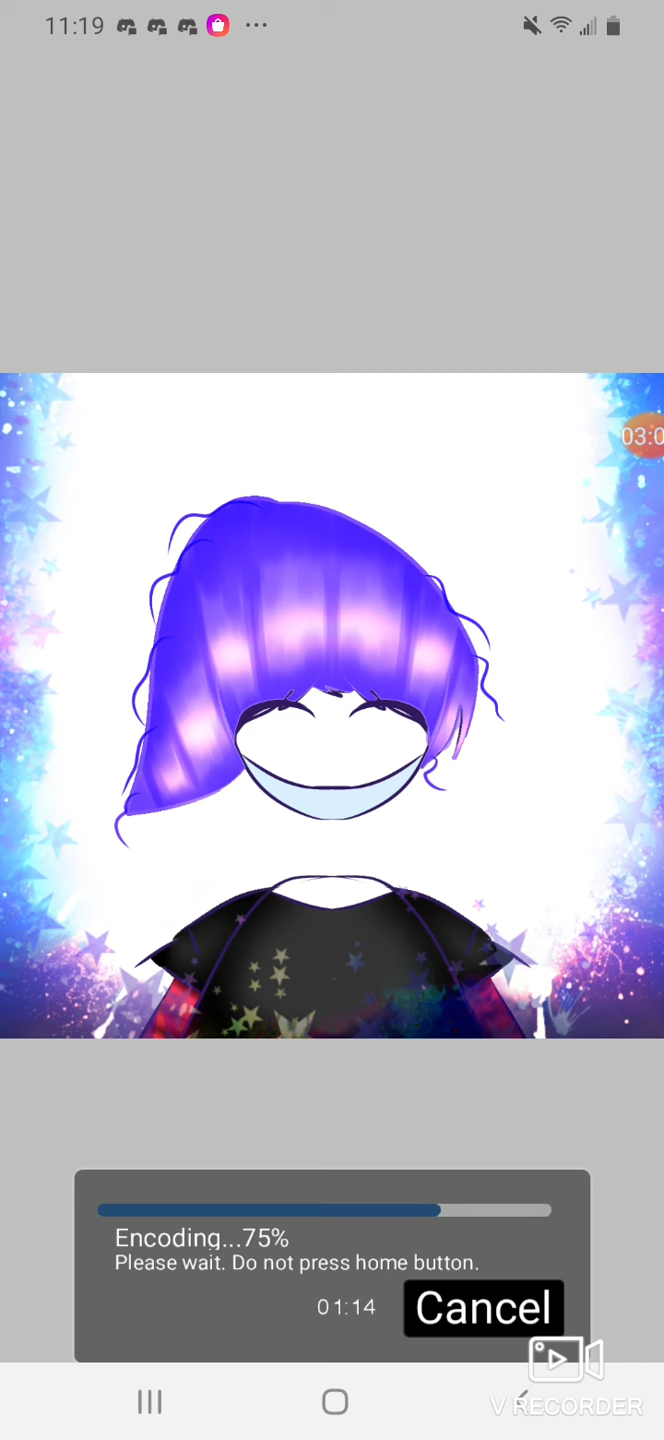 11:19
03:0
Encoding...75%
Please wait. Do not press home button.
01:14
Cancel
V RECORDER